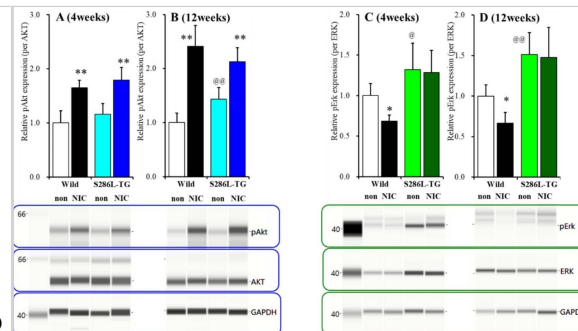 A (4weeks)
Relative pAkt expression (per AKT)
3.0
2.0
1.0
0.0
**
**
Wild S286L-TG
non NIC non NIC
B (12weeks)
Relative pAkt expression (per AKT)
3.0
2.0
1.0
0.0
**
@@
**
Wild S286L-TG
non NIC non NIC
C (4weeks)
Relative pErk expression (per ERK)
2.0
1.5
1.0
0.5
0.0
*
@
Wild S286L-TG
non NIC non NIC
D (12weeks)
Relative pErk expression (per ERK)
2.0
1.5
1.0
0.5
0.0
*
@@
Wild S286L-TG
non NIC non NIC
66
pAkt
66
AKT
40
GAPDH
40
pErk
40
ERK
40
GAPD